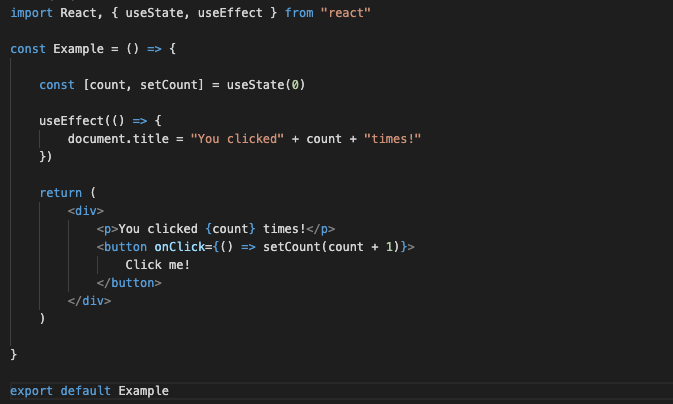 import React, { useState, useEffect } from "react"
const Example = () => {
const [count, setCount] = useState(0)
useEffect(() => {
document.title = "You clicked" + count + "times!"
})
return (
<div>
<p>You clicked {count} times!</p>
<button onClick={() => setCount(count + 1)}>
Click me!
</button>
</div>
)
}
export default Example